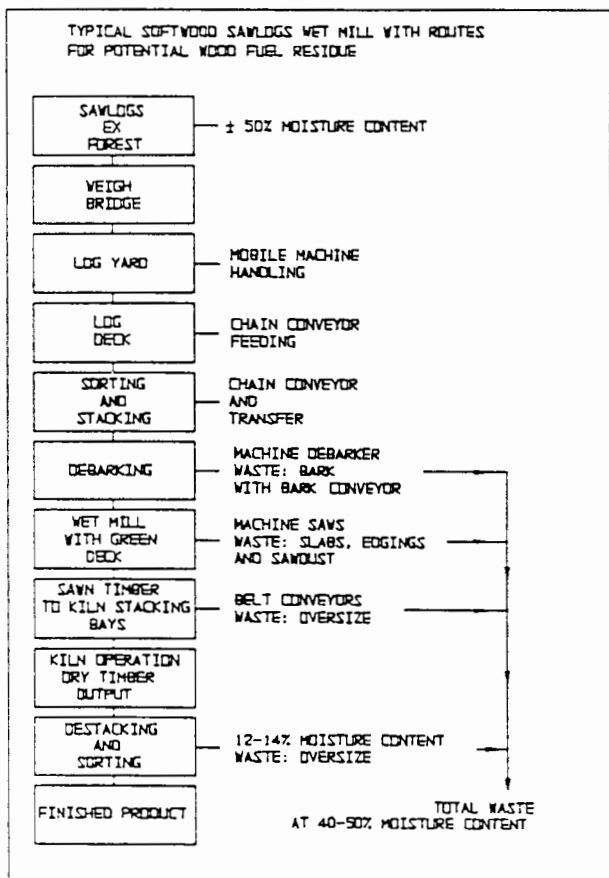 TYPICAL SOFTWOOD SAWLOGS WET MILL WITH ROUTES
FOR POTENTIAL WOOD FUEL RESIDUE
SAWLOGS
EX
FOREST
± 50% MOISTURE CONTENT
WEIGH
BRIDGE
LOG YARD
MOBILE MACHINE
HANDLING
LOG
DECK
CHAIN CONVEYOR
FEEDING
SORTING
AND
STACKING
CHAIN CONVEYOR
AND
TRANSFER
DEBARKING
MACHINE DEBARKER
WASTE: BARK
WITH BARK CONVEYOR
WET MILL
WITH GREEN
DECK
MACHINE SAWS
WASTE: SLABS, EDGINGS
AND SAWDUST
SAWN TIMBER
TO KILN STACKING
BAYS
BELT CONVEYORS
WASTE: OVERSIZE
KILN OPERATION
DRY TIMBER
OUTPUT
DESTACKING
AND
SORTING
12-14% MOISTURE CONTENT
WASTE: OVERSIZE
FINISHED PRODUCT
TOTAL WASTE
AT 40-50% MOISTURE CONTENT